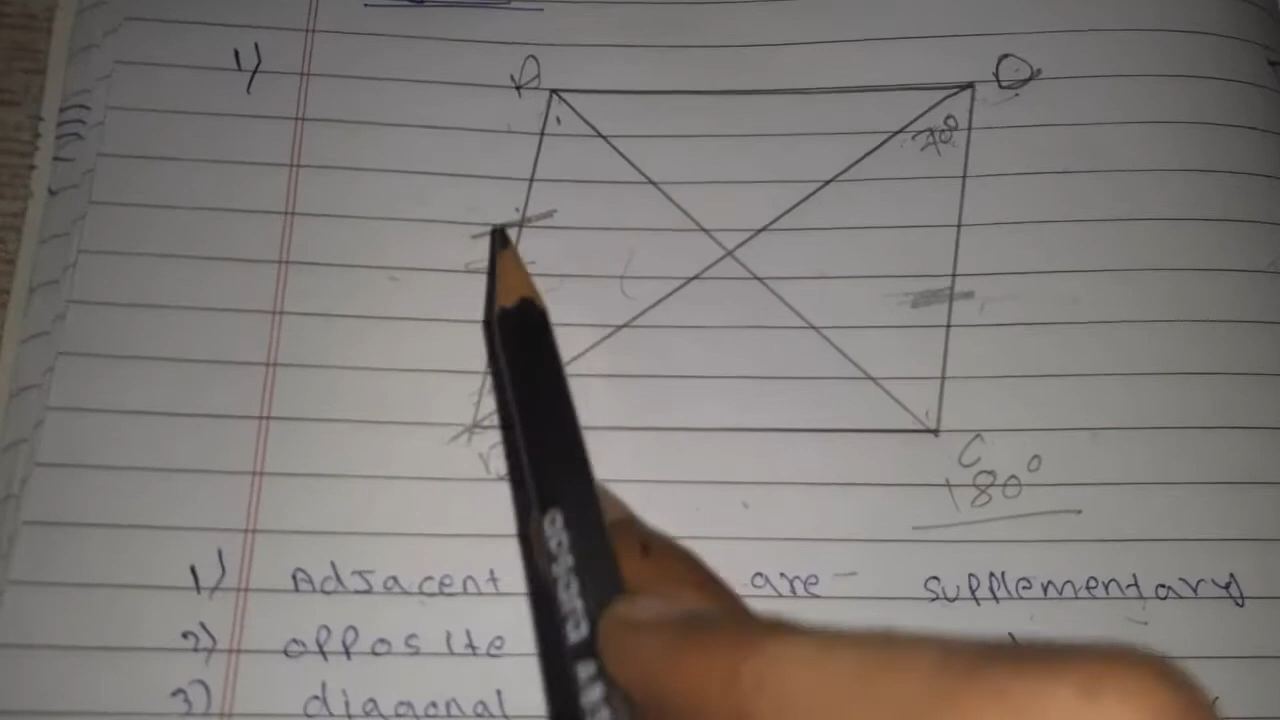 1)
A D
70°
C
180°
1) Adjacent are - supplementary
2) opposite
3) diagonal